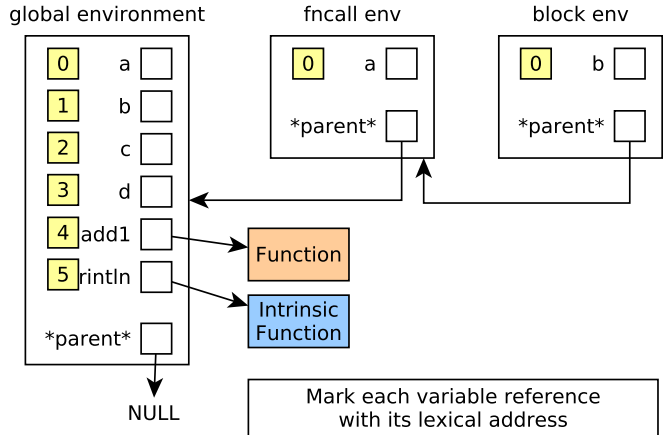 global environment
fncall env
block env
0 a
1 b
2 c
3 d
4 add1
5 rintln
*parent*
NULL
0 a
*parent*
0 b
*parent*
Function
Intrinsic
Function
Mark each variable reference
with its lexical address